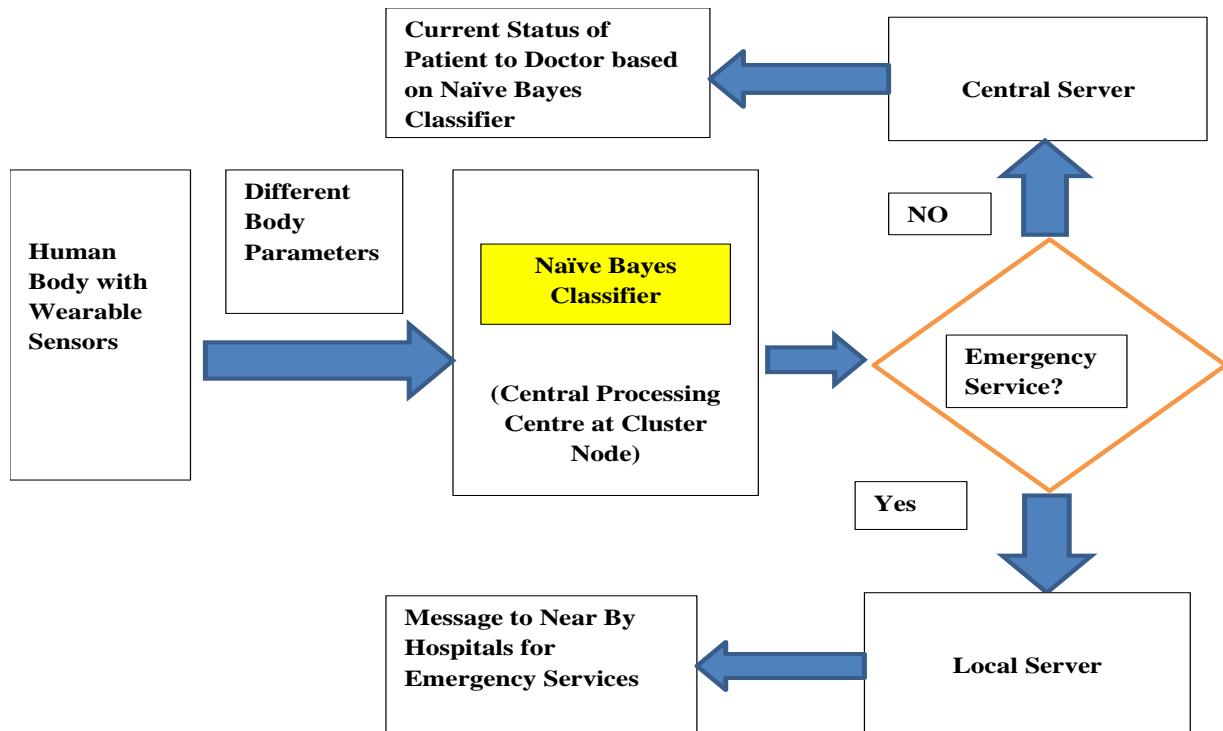 Current Status of
Patient to Doctor based
on Naïve Bayes
Classifier
Central Server
Different
Body
Parameters
NO
Human
Body with
Wearable
Sensors
Naïve Bayes
Classifier
(Central Processing
Centre at Cluster
Node)
Emergency
Service?
Yes
Message to Near By
Hospitals for
Emergency Services
Local Server